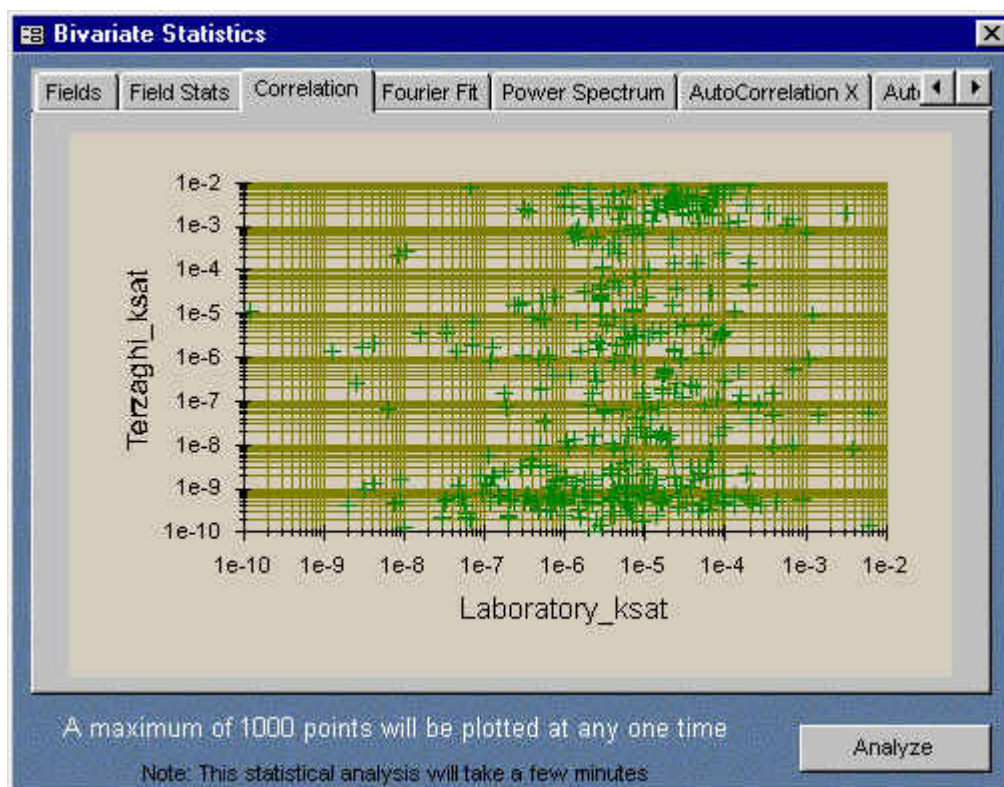 Bivariate Statistics
Fields Field Stats Correlation Fourier Fit Power Spectrum AutoCorrelation X Aut
1e-2
1e-3
1e-4
1e-5
1e-6
1e-7
1e-8
1e-9
1e-10
Terzaghi_ksat
1e-10 1e-9 1e-8 1e-7 1e-6 1e-5 1e-4 1e-3 1e-2
Laboratory_ksat
A maximum of 1000 points will be plotted at any one time
Analyze
Note: This statistical analysis will take a few minutes